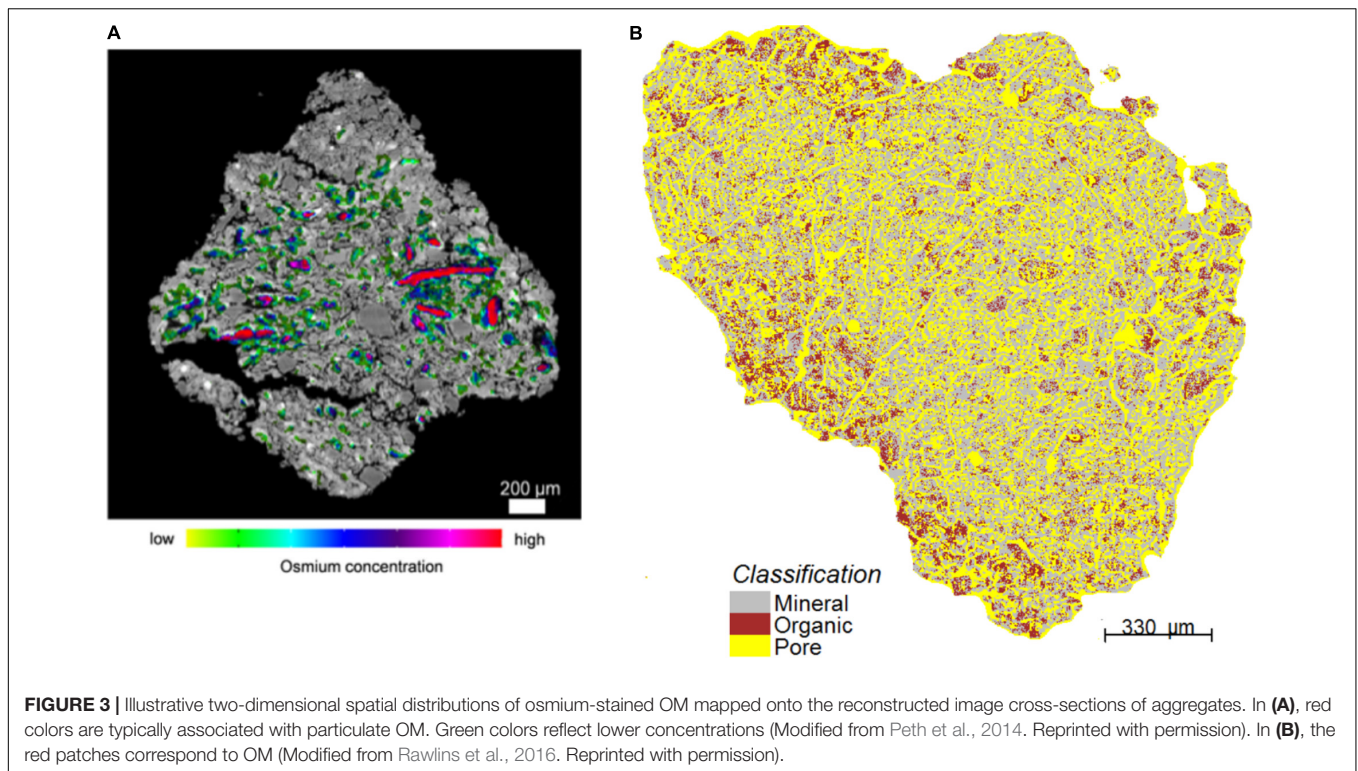 A
B
200 µm
low
high
Osmium concentration
Classification
Mineral
Organic
Pore
330 µm
FIGURE 3 | Illustrative two-dimensional spatial distributions of osmium-stained OM mapped onto the reconstructed image cross-sections of aggregates. In (A), red
colors are typically associated with particulate OM. Green colors reflect lower concentrations (Modified from Peth et al., 2014. Reprinted with permission). In (B), the
red patches correspond to OM (Modified from Rawlins et al., 2016. Reprinted with permission).